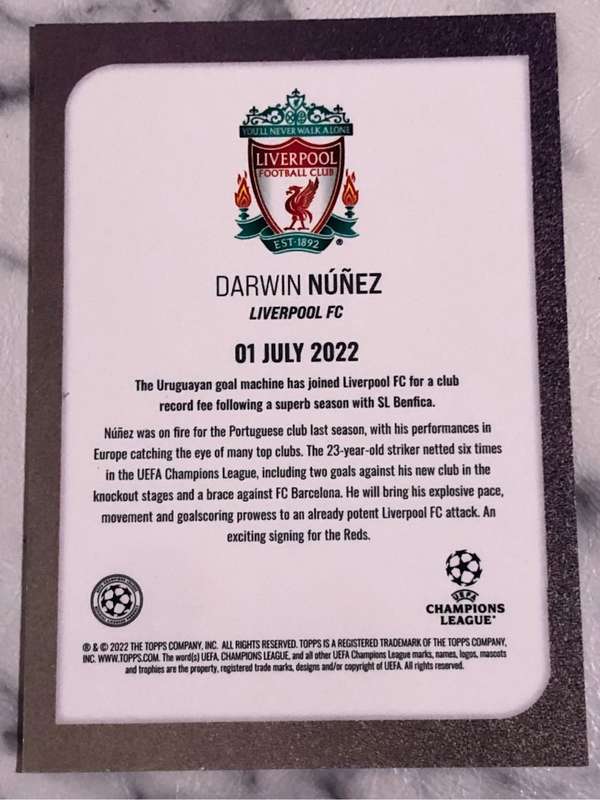 YOU'LL NEVER WALK ALONE
LIVERPOOL
FOOTBALL CLUB
EST·1892
®
DARWIN NÚÑEZ
LIVERPOOL FC
01 JULY 2022
The Uruguayan goal machine has joined Liverpool FC for a club
record fee following a superb season with SL Benfica.
Núñez was on fire for the Portuguese club last season, with his performances in
Europe catching the eye of many top clubs. The 23-year-old striker netted six times
in the UEFA Champions League, including two goals against his new club in the
knockout stages and a brace against FC Barcelona. He will bring his explosive pace,
movement and goalscoring prowess to an already potent Liverpool FC attack. An
exciting signing for the Reds.
UEFA
CHAMPIONS
LEAGUE®
® & © 2022 THE TOPPS COMPANY, INC. ALL RIGHTS RESERVED. TOPPS IS A REGISTERED TRADEMARK OF THE TOPPS COMPANY,
INC. WWW.TOPPS.COM. The word(s) UEFA, CHAMPIONS LEAGUE, and all other UEFA Champions League marks, names, logos, mascots
and trophies are the property, registered trade marks, designs and/or copyright of UEFA. All rights reserved.